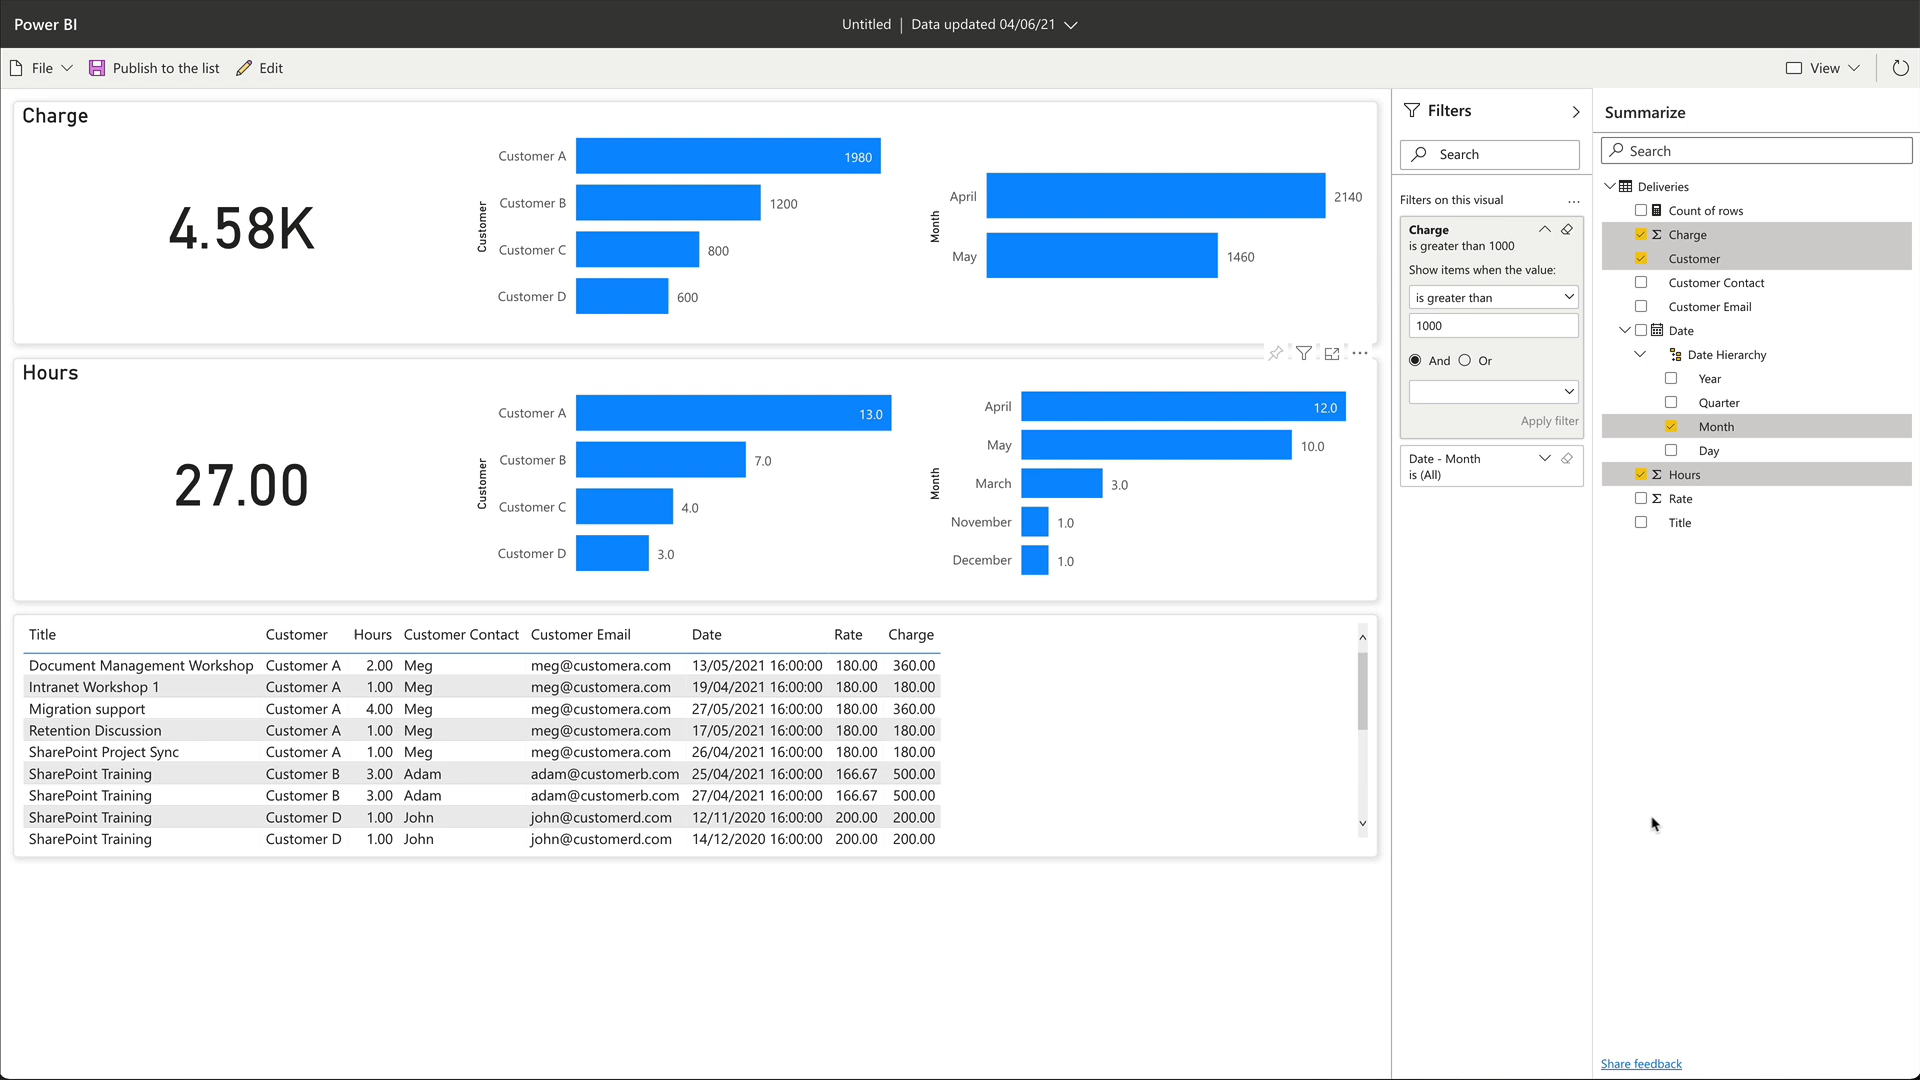 Power BI
Untitled | Data updated 04/06/21
File Publish to the list Edit View
Charge
4.58K
Customer
Customer A 1980
Customer B 1200
Customer C 800
Customer D 600
Month
April 2140
May 1460
Hours
27.00
Customer
Customer A 13.0
Customer B 7.0
Customer C 4.0
Customer D 3.0
Month
April 12.0
May 10.0
March 3.0
November 1.0
December 1.0
Title Customer Hours Customer Contact Customer Email Date Rate Charge
Document Management Workshop Customer A 2.00 Meg meg@customera.com 13/05/2021 16:00:00 180.00 360.00
Intranet Workshop 1 Customer A 1.00 Meg meg@customera.com 19/04/2021 16:00:00 180.00 180.00
Migration support Customer A 4.00 Meg meg@customera.com 27/05/2021 16:00:00 180.00 360.00
Retention Discussion Customer A 1.00 Meg meg@customera.com 17/05/2021 16:00:00 180.00 180.00
SharePoint Project Sync Customer A 1.00 Meg meg@customera.com 26/04/2021 16:00:00 180.00 180.00
SharePoint Training Customer B 3.00 Adam adam@customerb.com 25/04/2021 16:00:00 166.67 500.00
SharePoint Training Customer B 3.00 Adam adam@customerb.com 27/04/2021 16:00:00 166.67 500.00
SharePoint Training Customer D 1.00 John john@customerd.com 12/11/2020 16:00:00 200.00 200.00
SharePoint Training Customer D 1.00 John john@customerd.com 14/12/2020 16:00:00 200.00 200.00
Filters
Search
Filters on this visual ...
Charge
is greater than 1000
Show items when the value:
is greater than
1000
And Or
Apply filter
Date - Month
is (All)
Summarize
Search
Deliveries
Count of rows
Σ Charge
Customer
Customer Contact
Customer Email
Date
Date Hierarchy
Year
Quarter
Month
Day
Σ Hours
Σ Rate
Title
Share feedback